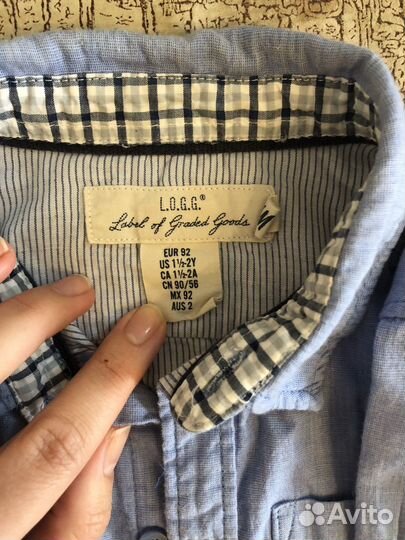 L.O.G.G.®
Label of Graded Goods
EUR 92
US 1½-2Y
CA 1½-2A
CN 90/56
MX 92
AUS 2
Avito